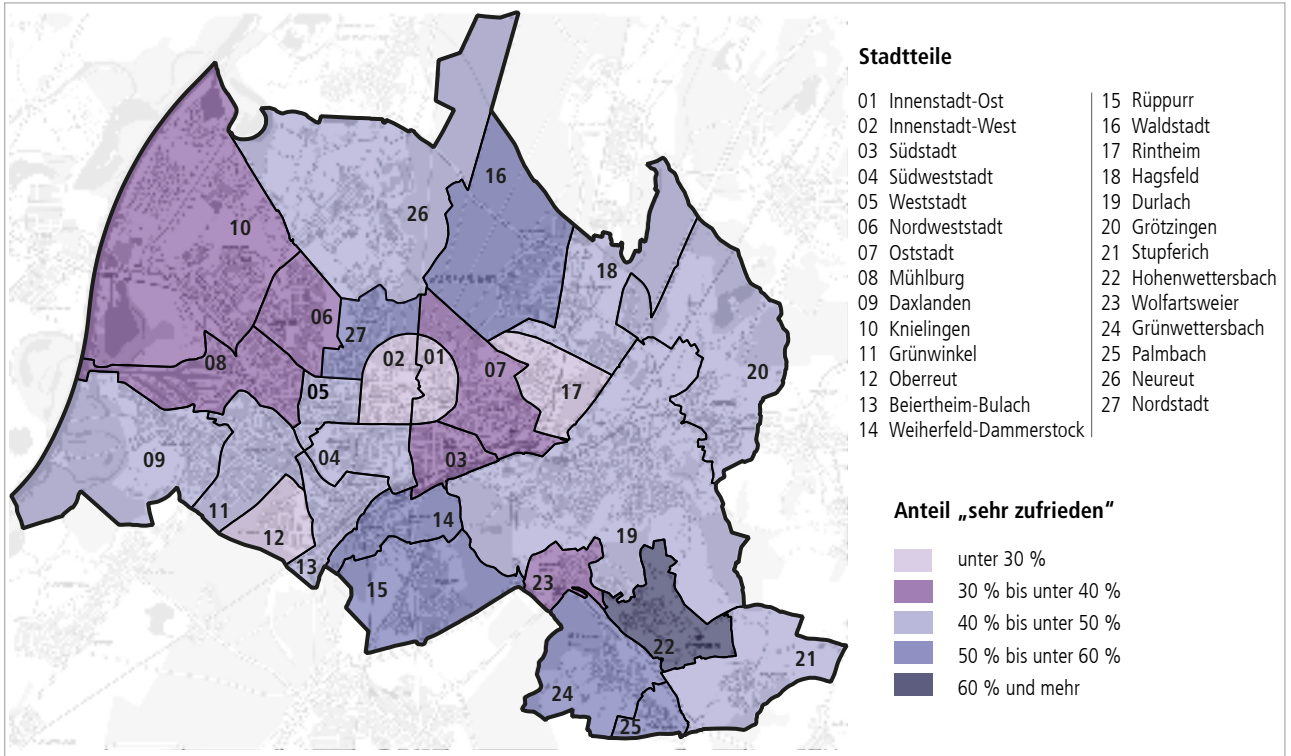 Stadtteile
01 Innenstadt-Ost
02 Innenstadt-West
03 Südstadt
04 Südweststadt
05 Weststadt
06 Nordweststadt
07 Oststadt
08 Mühlburg
09 Daxlanden
10 Knielingen
11 Grünwinkel
12 Oberreut
13 Beiertheim-Bulach
14 Weiherfeld-Dammerstock
15 Rüppurr
16 Waldstadt
17 Rintheim
18 Hagsfeld
19 Durlach
20 Grötzingen
21 Stupferich
22 Hohenwettersbach
23 Wolfartsweier
24 Grünwettersbach
25 Palmbach
26 Neureut
27 Nordstadt
Anteil „sehr zufrieden“
unter 30 %
30 % bis unter 40 %
40 % bis unter 50 %
50 % bis unter 60 %
60 % und mehr
16
26
10
18
06
27
02
01
08
07
20
05
17
09
04
03
11
14
12
19
13
15
23
22
21
24
25